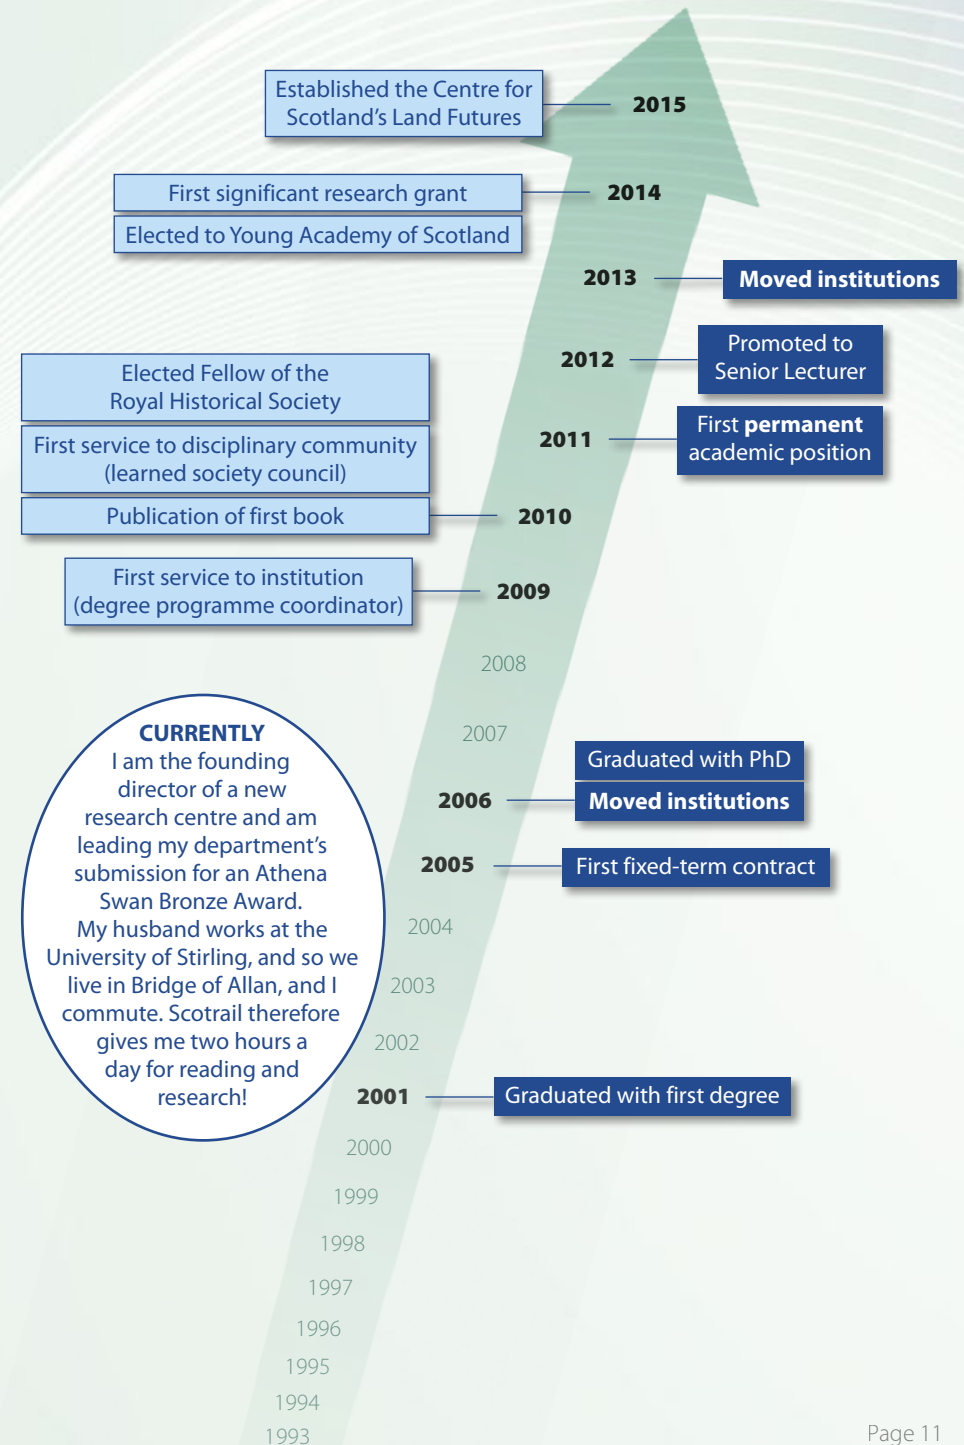 Established the Centre for
Scotland's Land Futures
2015
First significant research grant
2014
Elected to Young Academy of Scotland
2013
Moved institutions
2012
Promoted to
Senior Lecturer
Elected Fellow of the
Royal Historical Society
2011
First permanent
academic position
First service to disciplinary community
(learned society council)
Publication of first book
2010
First service to institution
(degree programme coordinator)
2009
2008
2007
Graduated with PhD
2006
Moved institutions
2005
First fixed-term contract
CURRENTLY
I am the founding
director of a new
research centre and am
leading my department's
submission for an Athena
Swan Bronze Award.
My husband works at the
University of Stirling, and so we
live in Bridge of Allan, and I
commute. Scotrail therefore
gives me two hours a
day for reading and
research!
2004
2003
2002
2001
Graduated with first degree
2000
1999
1998
1997
1996
1995
1994
1993
Page 11